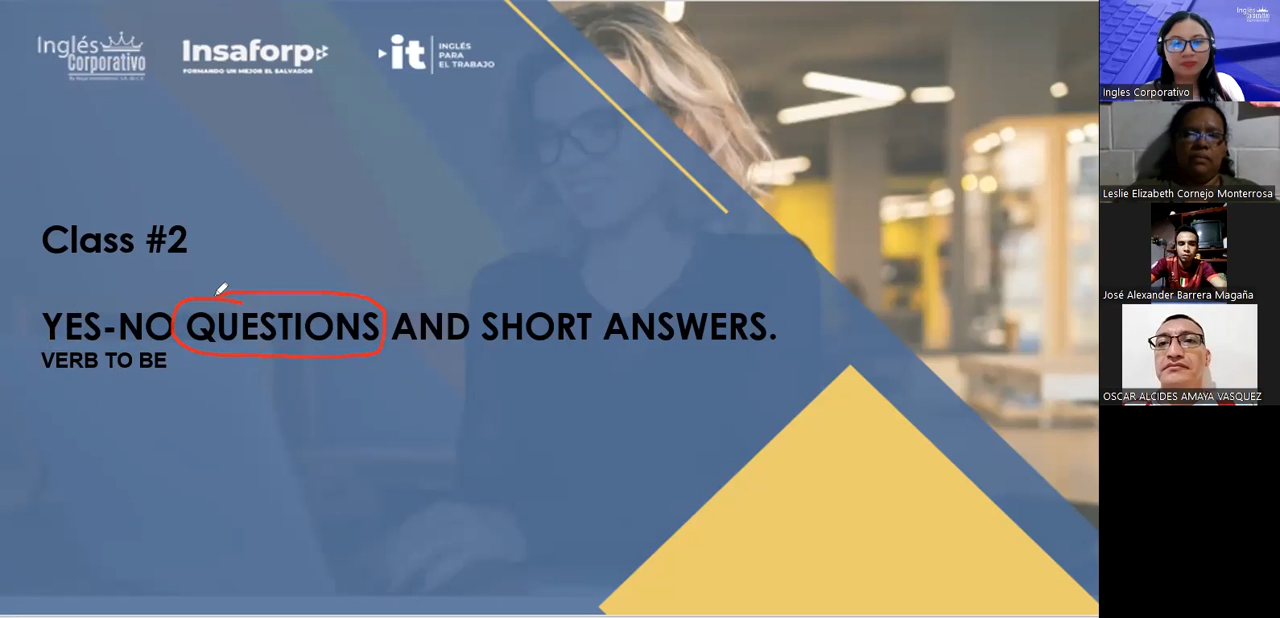 Inglés
Corporativo
Insaforp
FORMANDO UN MEJOR EL SALVADOR
it
INGLÉS
PARA
EL TRABAJO
Class #2
YES-NO QUESTIONS AND SHORT ANSWERS.
VERB TO BE
Ingles Corporativo
Leslie Elizabeth Cornejo Monterrosa
José Alexander Barrera Magaña
OSCAR ALCIDES AMAYA VASQUEZ